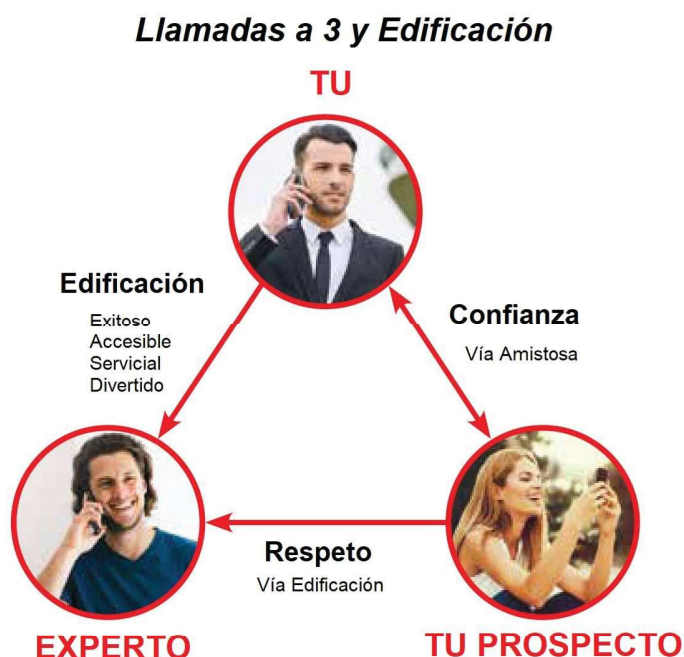 Llamadas a 3 y Edificación
TU
Edificación
Exitoso
Accesible
Servicial
Divertido
Confianza
Vía Amistosa
Respeto
Vía Edificación
EXPERTO
TU PROSPECTO